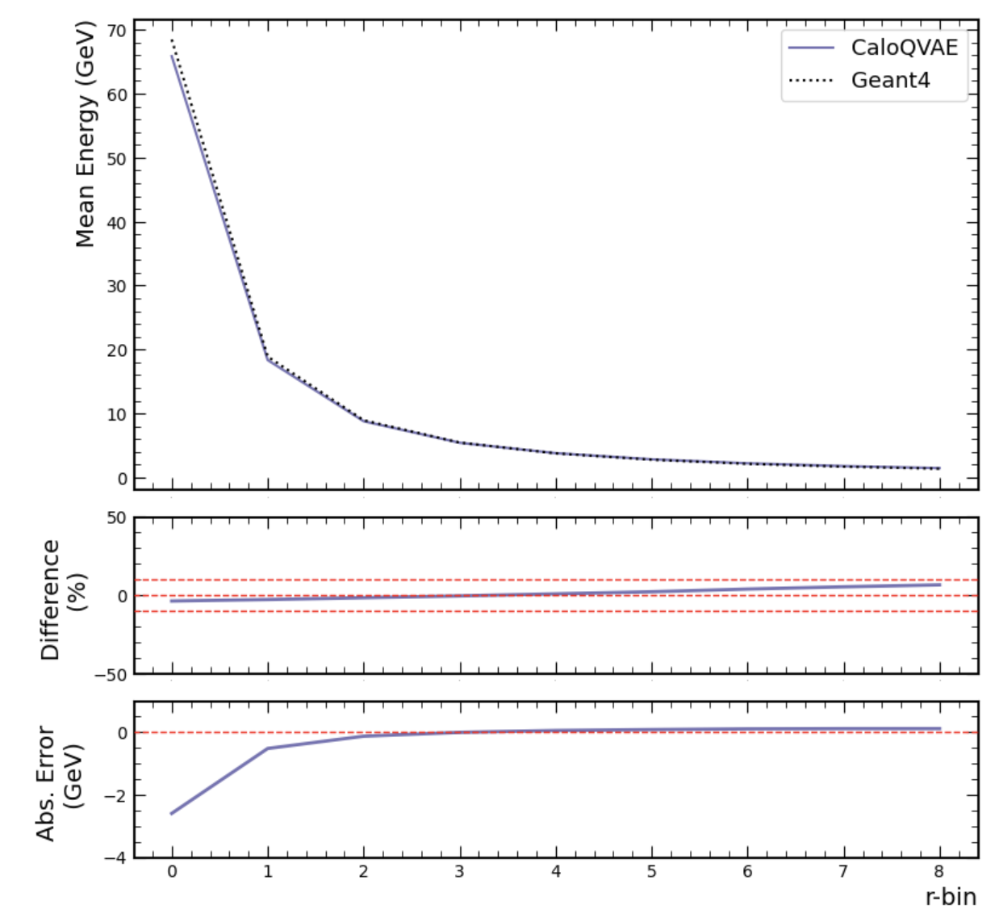 Mean Energy (GeV)
70
60
50
40
30
20
10
0
CaloQVAE
Geant4
Difference
(%)
50
0
−50
Abs. Error
(GeV)
0
−2
−4
0 1 2 3 4 5 6 7 8
r-bin